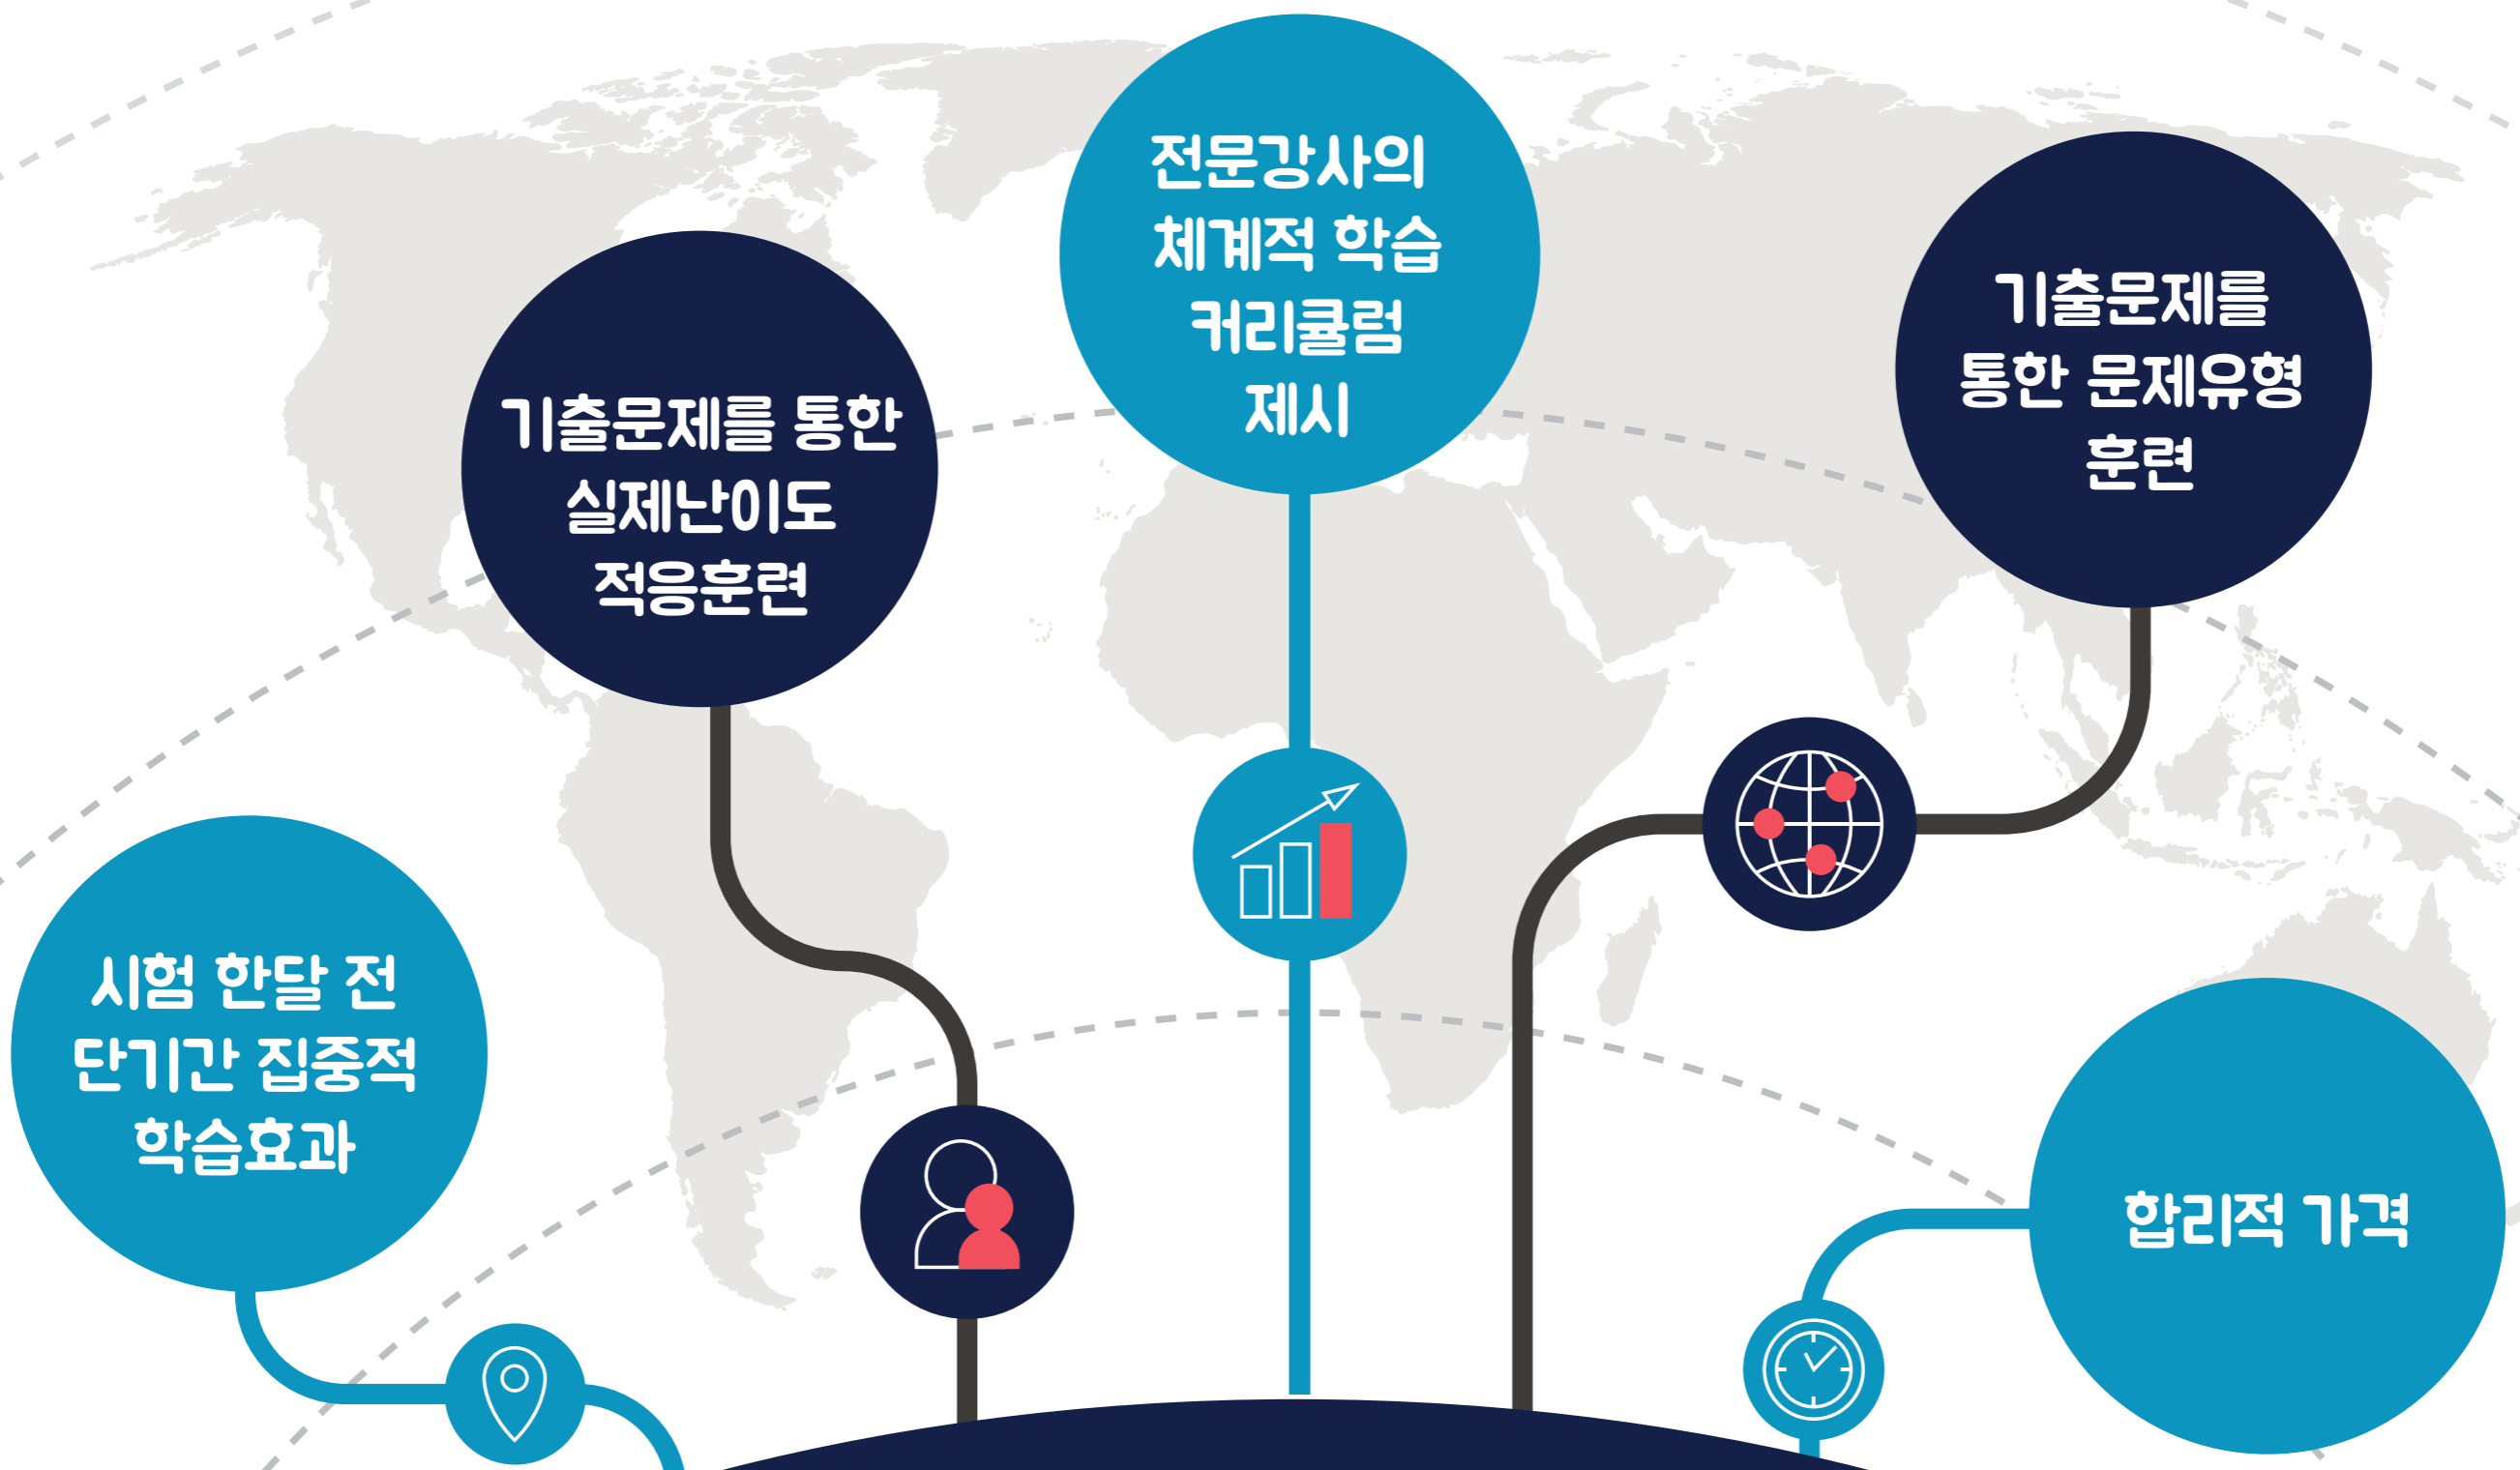 전문강사의
체계적 학습
커리큘럼
제시
기출문제를
통한 문제유형
훈련
기출문제를 통한
실제난이도
적응훈련
시험 한달 전
단기간 집중적
학습효과
합리적 가격